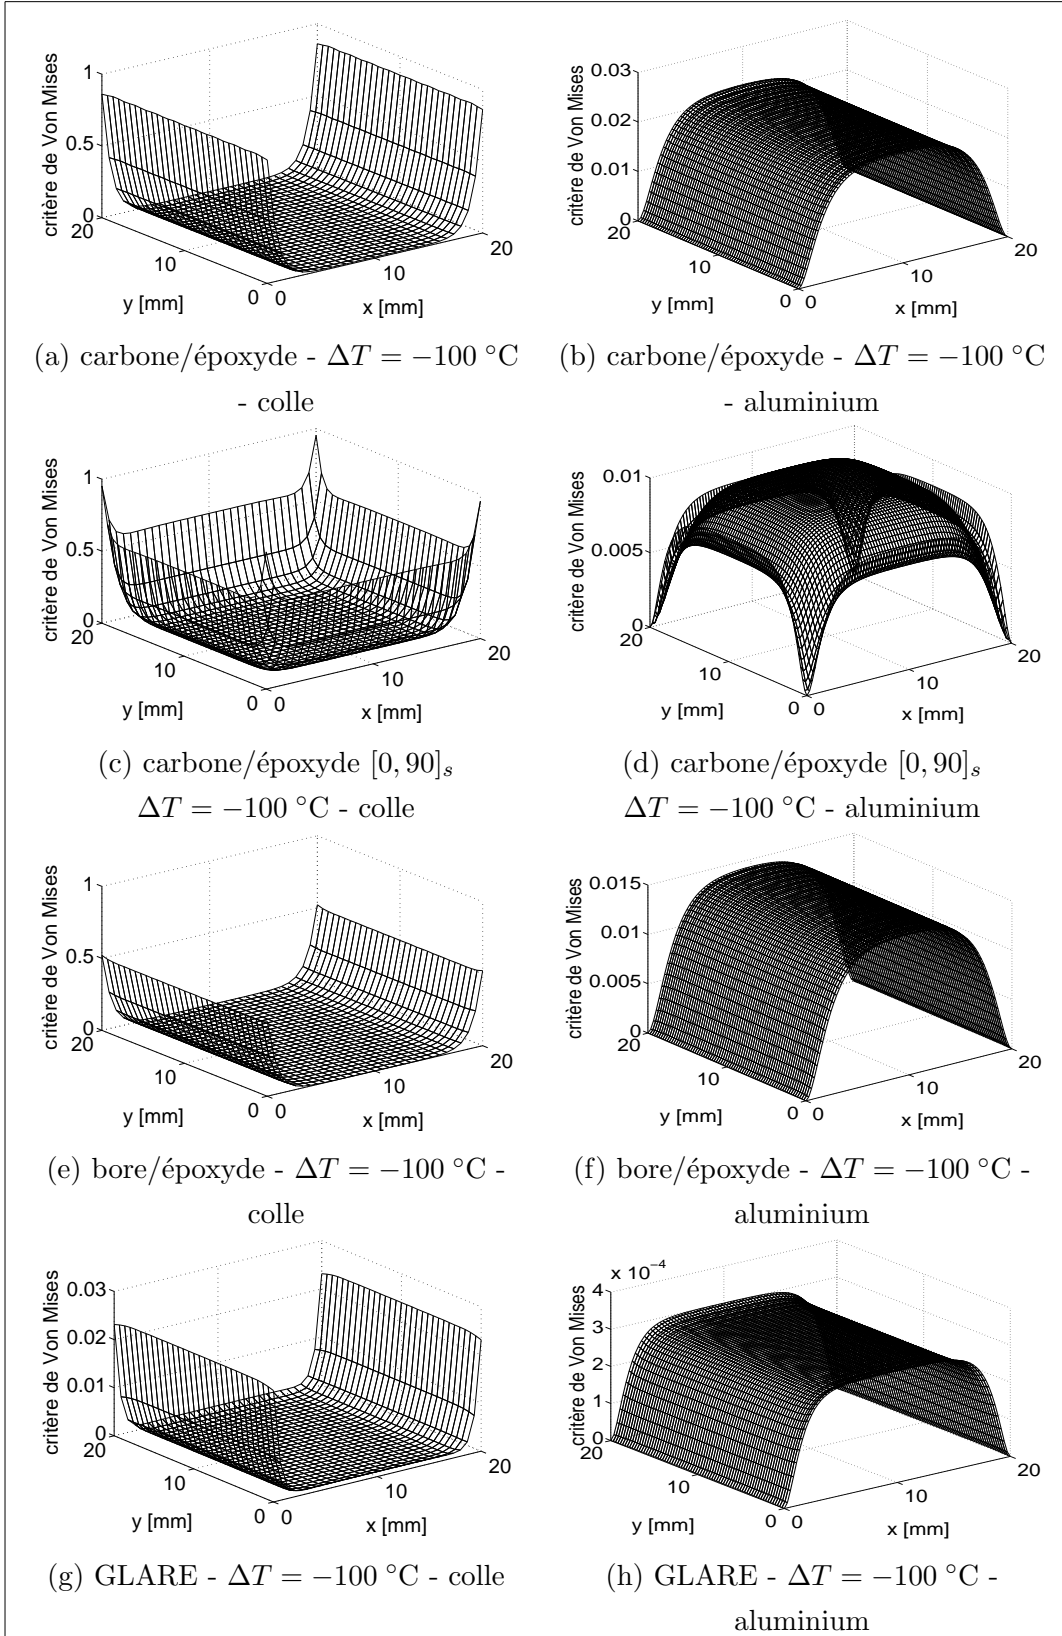 critère de Von Mises
1
0.5
0
20
10
0
y [mm]
0
10
20
x [mm]
(a) carbone/époxyde - ΔT = −100 °C
- colle
critère de Von Mises
0.03
0.02
0.01
0
20
10
0
y [mm]
0
10
20
x [mm]
(b) carbone/époxyde - ΔT = −100 °C
- aluminium
critère de Von Mises
1
0.5
0
20
10
0
y [mm]
0
10
20
x [mm]
(c) carbone/époxyde [0, 90]ₛ
ΔT = −100 °C - colle
critère de Von Mises
0.01
0.005
0
20
10
0
y [mm]
0
10
20
x [mm]
(d) carbone/époxyde [0, 90]ₛ
ΔT = −100 °C - aluminium
critère de Von Mises
1
0.5
0
20
10
0
y [mm]
0
10
20
x [mm]
(e) bore/époxyde - ΔT = −100 °C -
colle
critère de Von Mises
0.015
0.01
0.005
0
20
10
0
y [mm]
0
10
20
x [mm]
(f) bore/époxyde - ΔT = −100 °C -
aluminium
critère de Von Mises
0.03
0.02
0.01
0
20
10
0
y [mm]
0
10
20
x [mm]
(g) GLARE - ΔT = −100 °C - colle
critère de Von Mises
x 10⁻⁴
4
3
2
1
0
20
10
0
y [mm]
0
10
20
x [mm]
(h) GLARE - ΔT = −100 °C -
aluminium